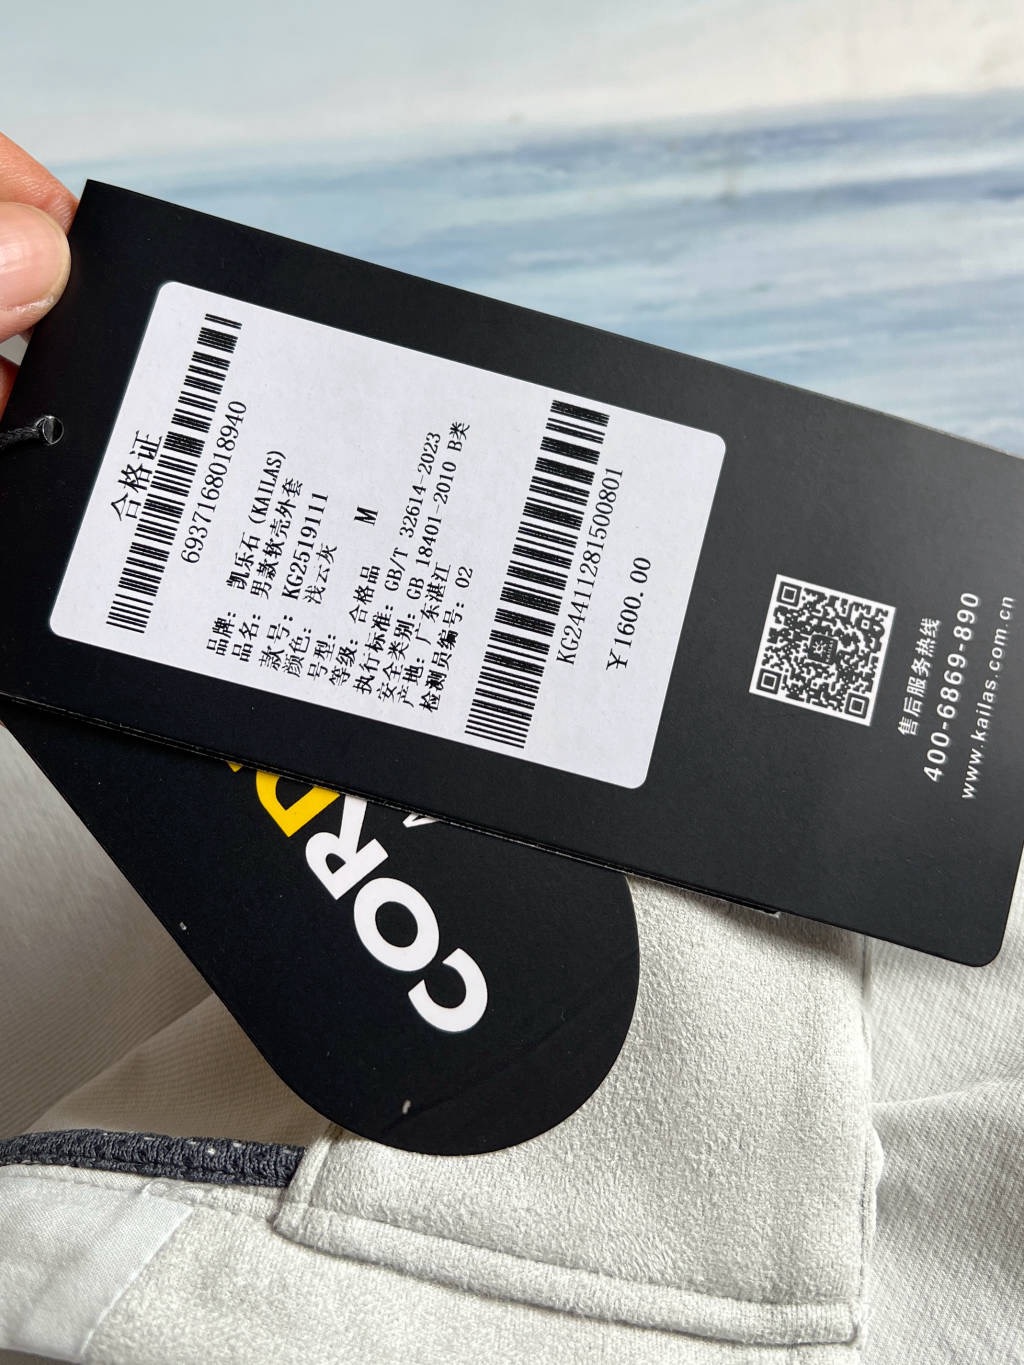 合格证
6937168018940
品牌: 凯乐石(KAILAS)
品名: 男款软壳外套
款号: KG2519111
颜色: 浅云灰
号型: M
等级: 合格品
执行标准: GB/T 32614-2023
安全类别: GB 18401-2010 B类
产地: 广东湛江
检测员编号: 02
KG24411281500801
¥1600.00
售后服务热线
400-6869-890
www.kailas.com.cn
CORD